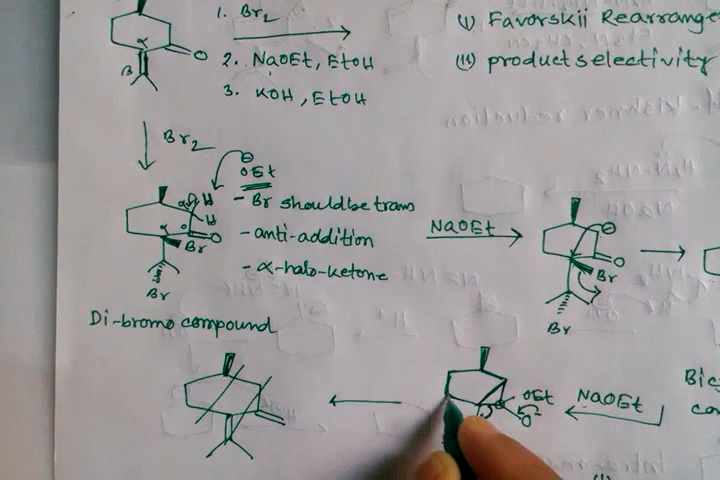 1. Br2
2. NaOEt, EtOH
3. KOH, EtOH
(i) Favorskii Rearrange
(ii) product selectivity
α
O
β
Br2
⊖
OEt
α H
H
α
O
Br
Br
- Br should be trans
- anti-addition
- α-halo-ketone
NaOEt
⊖
O
Br
Br
Di-bromo compound
OEt
O
NaOEt
Bic
co